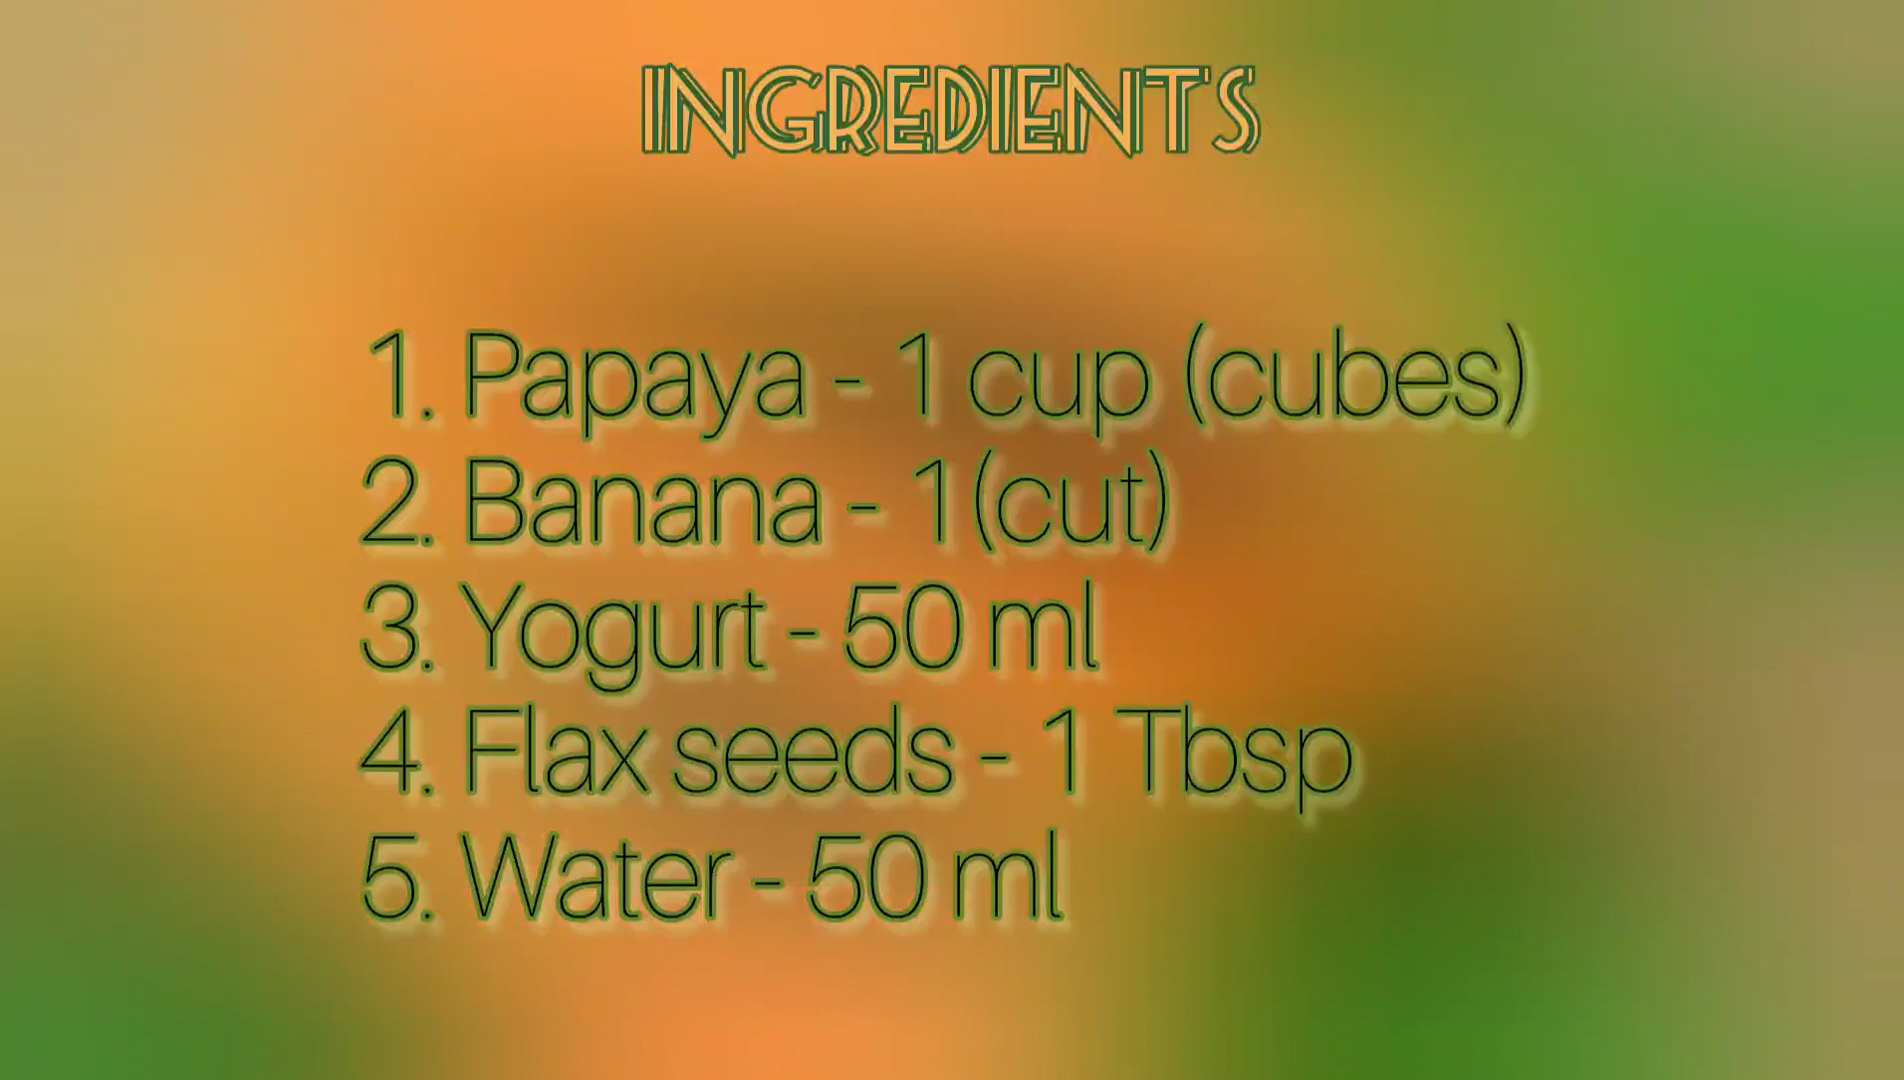 INGREDIENTS
1. Papaya - 1 cup (cubes)
2. Banana - 1 (cut)
3. Yogurt - 50 ml
4. Flax seeds - 1 Tbsp
5. Water - 50 ml